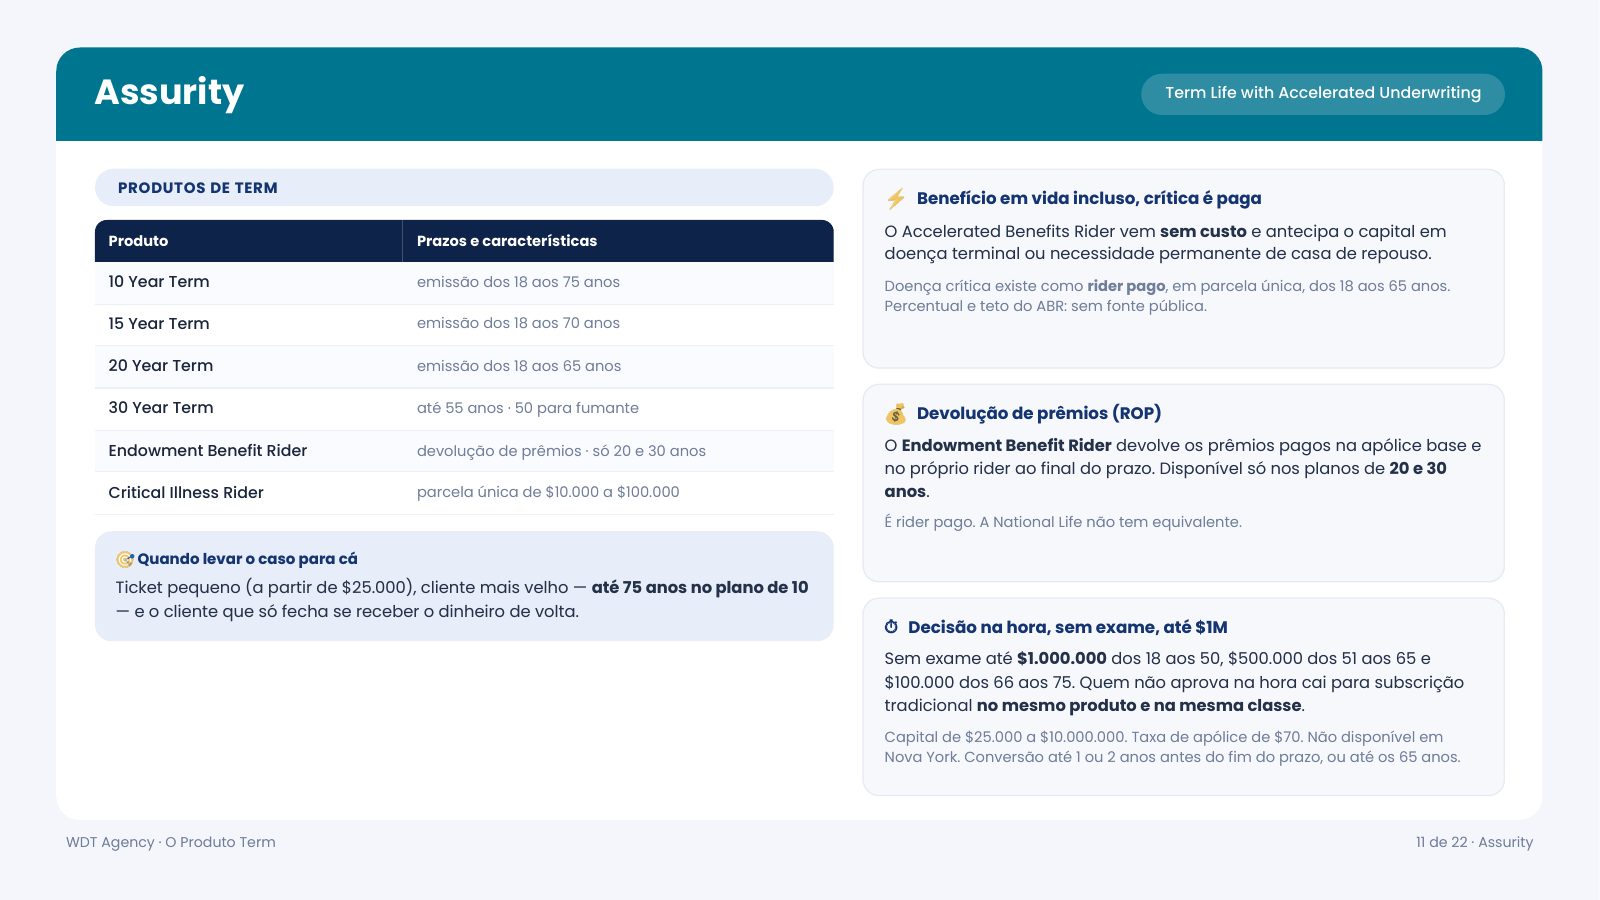 Assurity
Term Life with Accelerated Underwriting
PRODUTOS DE TERM
Produto
Prazos e características
10 Year Term
emissão dos 18 aos 75 anos
15 Year Term
emissão dos 18 aos 70 anos
20 Year Term
emissão dos 18 aos 65 anos
30 Year Term
até 55 anos · 50 para fumante
Endowment Benefit Rider
devolução de prêmios · só 20 e 30 anos
Critical Illness Rider
parcela única de $10.000 a $100.000
Quando levar o caso para cá
Ticket pequeno (a partir de $25.000), cliente mais velho — até 75 anos no plano de 10
— e o cliente que só fecha se receber o dinheiro de volta.
Benefício em vida incluso, crítica é paga
O Accelerated Benefits Rider vem sem custo e antecipa o capital em
doença terminal ou necessidade permanente de casa de repouso.
Doença crítica existe como rider pago, em parcela única, dos 18 aos 65 anos.
Percentual e teto do ABR: sem fonte pública.
Devolução de prêmios (ROP)
O Endowment Benefit Rider devolve os prêmios pagos na apólice base e
no próprio rider ao final do prazo. Disponível só nos planos de 20 e 30
anos.
É rider pago. A National Life não tem equivalente.
Decisão na hora, sem exame, até $1M
Sem exame até $1.000.000 dos 18 aos 50, $500.000 dos 51 aos 65 e
$100.000 dos 66 aos 75. Quem não aprova na hora cai para subscrição
tradicional no mesmo produto e na mesma classe.
Capital de $25.000 a $10.000.000. Taxa de apólice de $70. Não disponível em
Nova York. Conversão até 1 ou 2 anos antes do fim do prazo, ou até os 65 anos.
WDT Agency · O Produto Term
11 de 22 · Assurity